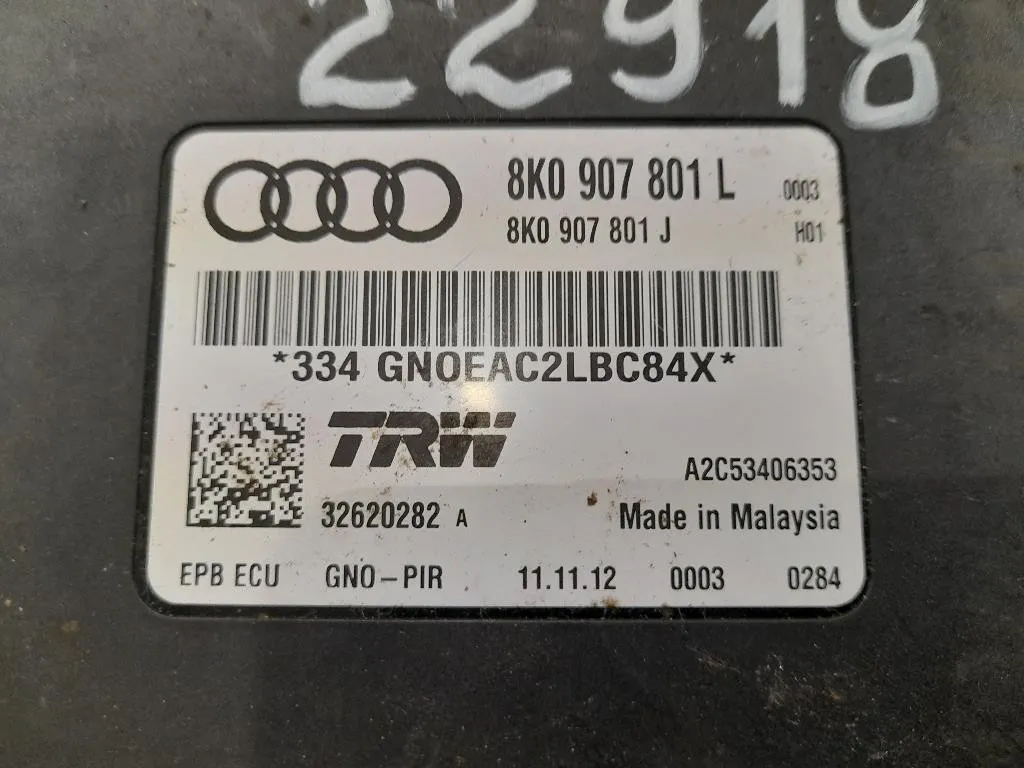 22918
8K0 907 801 L 0003
8K0 907 801 J H01
*334 GNOEAC2LBC84X*
TRW
A2C53406353
32620282 A Made in Malaysia
EPB ECU GNO-PIR 11.11.12 0003 0284